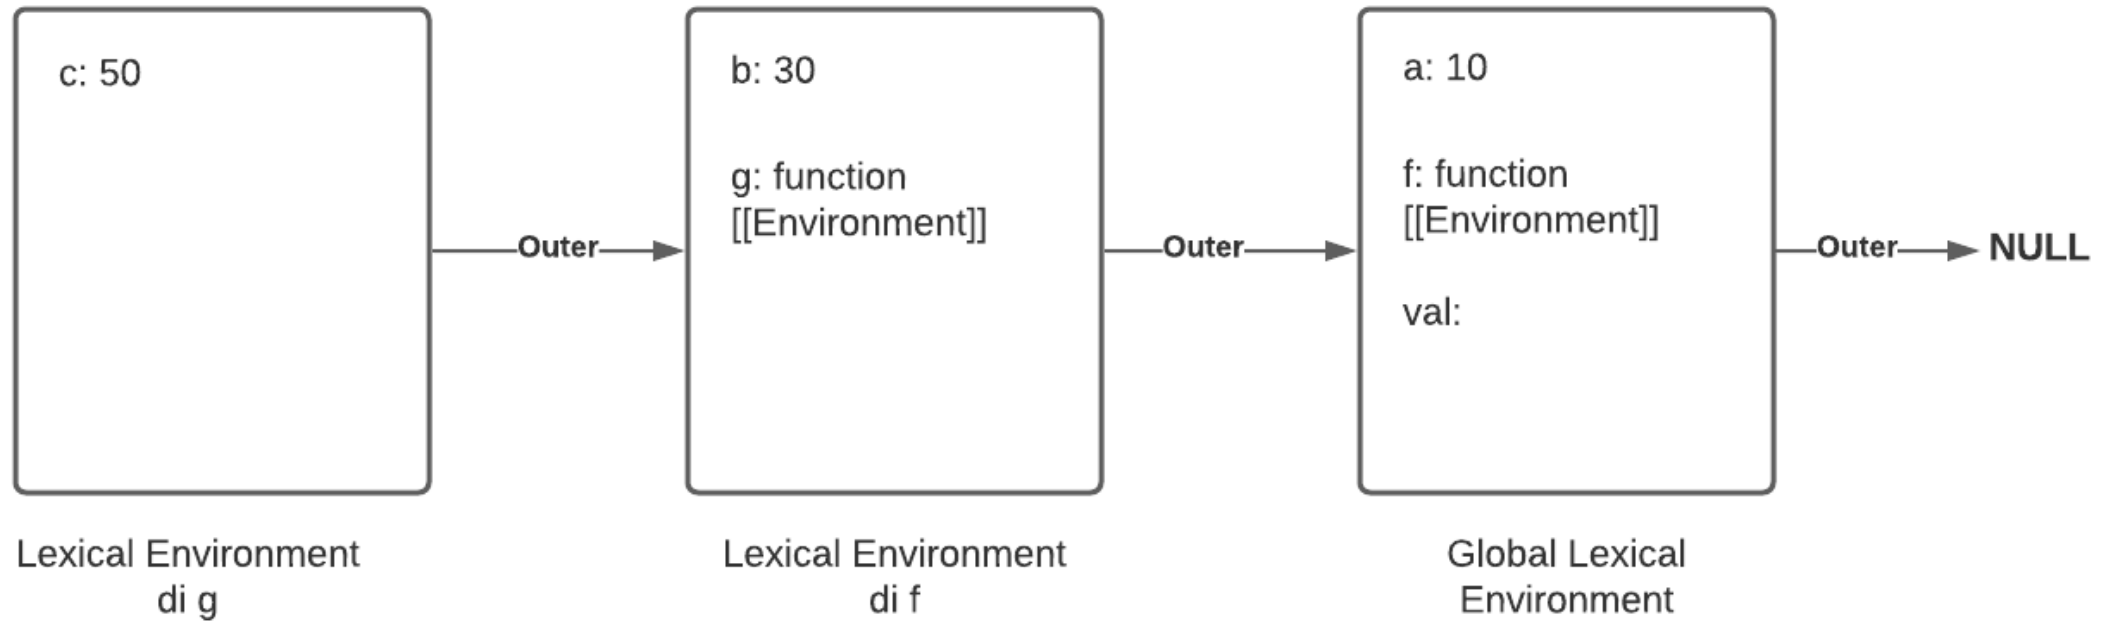 c: 50
Outer
Lexical Environment
di g
b: 30
g: function
[[Environment]]
Outer
Lexical Environment
di f
a: 10
f: function
[[Environment]]
val:
Outer
NULL
Global Lexical
Environment